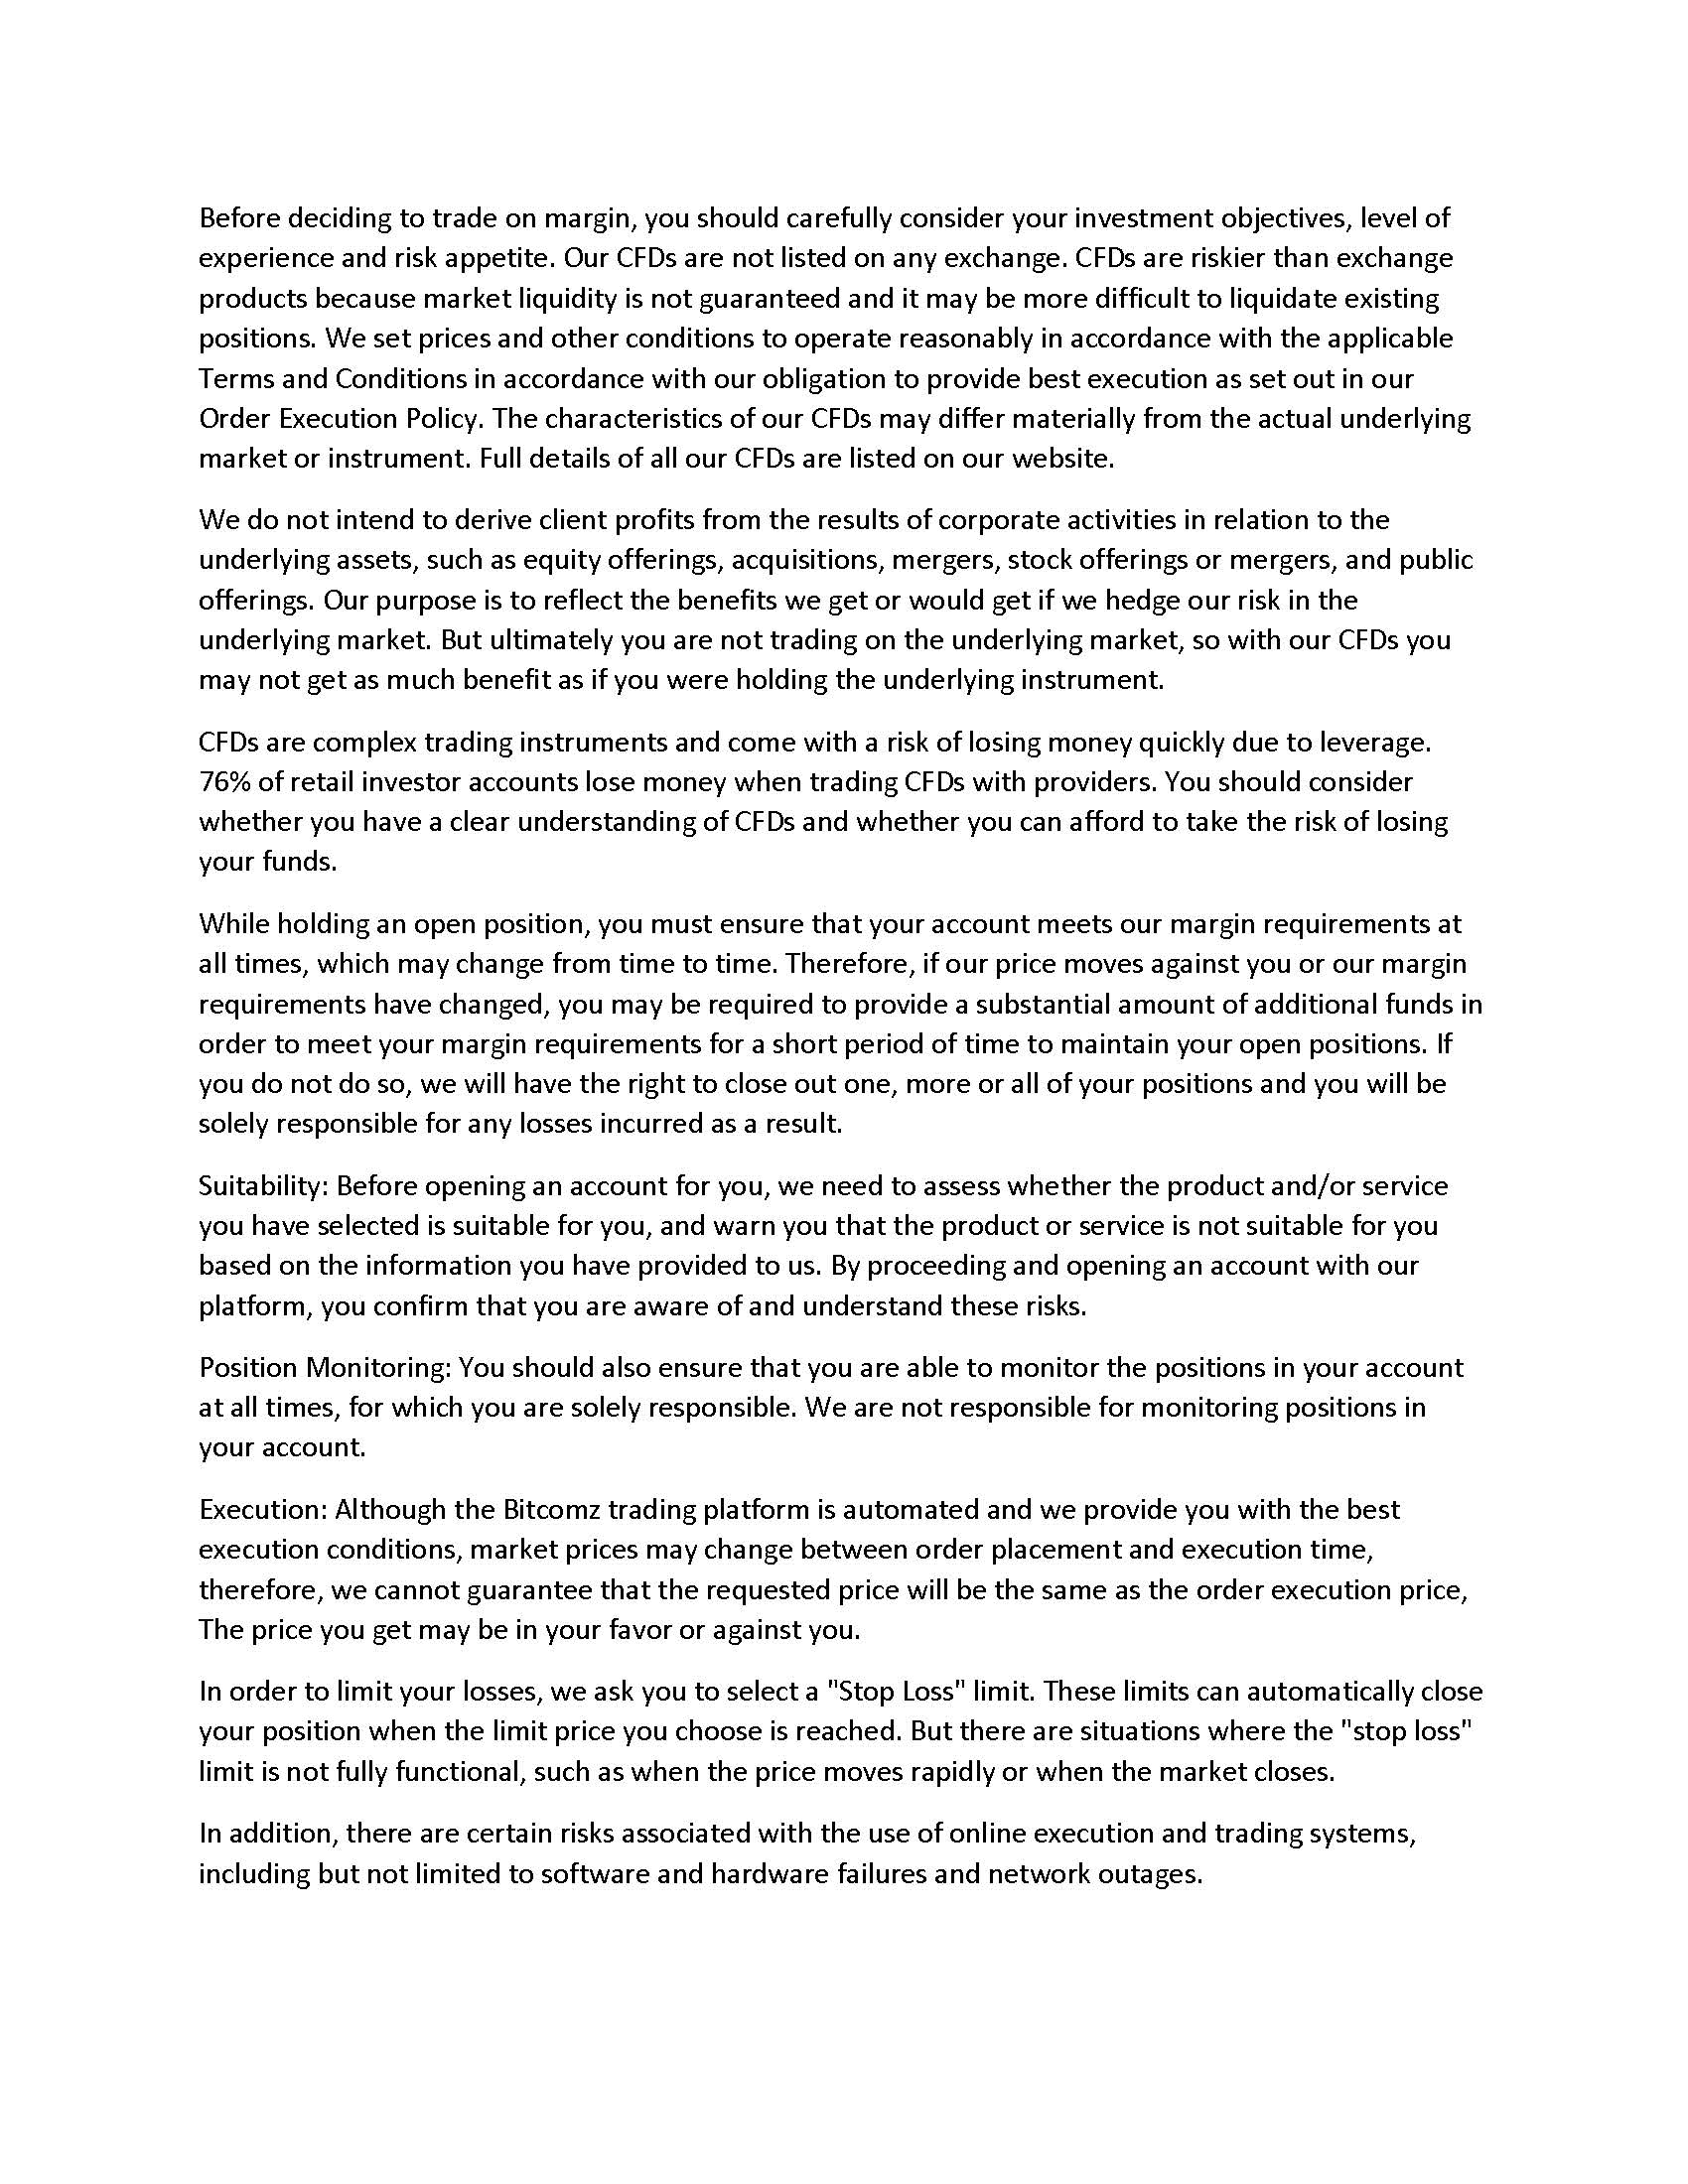 Before deciding to trade on margin, you should carefully consider your investment objectives, level of
experience and risk appetite. Our CFDs are not listed on any exchange. CFDs are riskier than exchange
products because market liquidity is not guaranteed and it may be more difficult to liquidate existing
positions. We set prices and other conditions to operate reasonably in accordance with the applicable
Terms and Conditions in accordance with our obligation to provide best execution as set out in our
Order Execution Policy. The characteristics of our CFDs may differ materially from the actual underlying
market or instrument. Full details of all our CFDs are listed on our website.
We do not intend to derive client profits from the results of corporate activities in relation to the
underlying assets, such as equity offerings, acquisitions, mergers, stock offerings or mergers, and public
offerings. Our purpose is to reflect the benefits we get or would get if we hedge our risk in the
underlying market. But ultimately you are not trading on the underlying market, so with our CFDs you
may not get as much benefit as if you were holding the underlying instrument.
CFDs are complex trading instruments and come with a risk of losing money quickly due to leverage.
76% of retail investor accounts lose money when trading CFDs with providers. You should consider
whether you have a clear understanding of CFDs and whether you can afford to take the risk of losing
your funds.
While holding an open position, you must ensure that your account meets our margin requirements at
all times, which may change from time to time. Therefore, if our price moves against you or our margin
requirements have changed, you may be required to provide a substantial amount of additional funds in
order to meet your margin requirements for a short period of time to maintain your open positions. If
you do not do so, we will have the right to close out one, more or all of your positions and you will be
solely responsible for any losses incurred as a result.
Suitability: Before opening an account for you, we need to assess whether the product and/or service
you have selected is suitable for you, and warn you that the product or service is not suitable for you
based on the information you have provided to us. By proceeding and opening an account with our
platform, you confirm that you are aware of and understand these risks.
Position Monitoring: You should also ensure that you are able to monitor the positions in your account
at all times, for which you are solely responsible. We are not responsible for monitoring positions in
your account.
Execution: Although the Bitcomz trading platform is automated and we provide you with the best
execution conditions, market prices may change between order placement and execution time,
therefore, we cannot guarantee that the requested price will be the same as the order execution price,
The price you get may be in your favor or against you.
In order to limit your losses, we ask you to select a "Stop Loss" limit. These limits can automatically close
your position when the limit price you choose is reached. But there are situations where the "stop loss"
limit is not fully functional, such as when the price moves rapidly or when the market closes.
In addition, there are certain risks associated with the use of online execution and trading systems,
including but not limited to software and hardware failures and network outages.